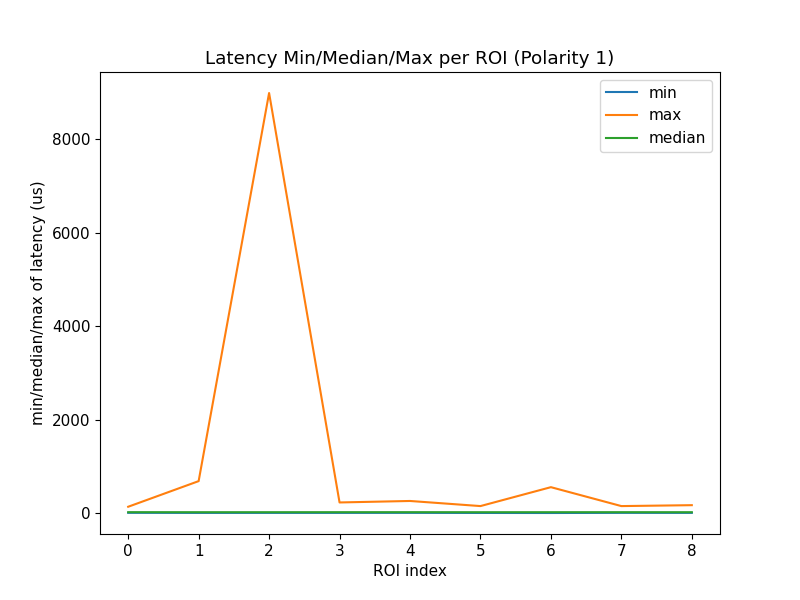 Latency Min/Median/Max per ROI (Polarity 1)
min
max
median
min/median/max of latency (us)
8000
6000
4000
2000
0
0 1 2 3 4 5 6 7 8
ROI index